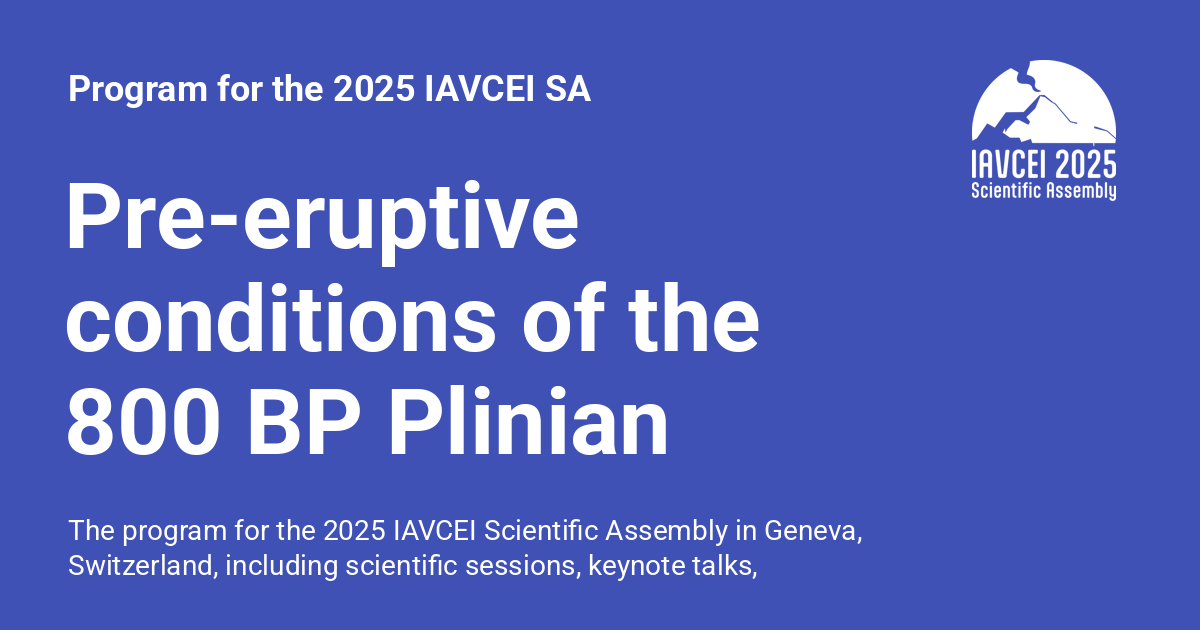 Program for the 2025 IAVCEI SA
IAVCEI 2025
Scientific Assembly
Pre-eruptive
conditions of the
800 BP Plinian
The program for the 2025 IAVCEI Scientific Assembly in Geneva,
Switzerland, including scientific sessions, keynote talks,